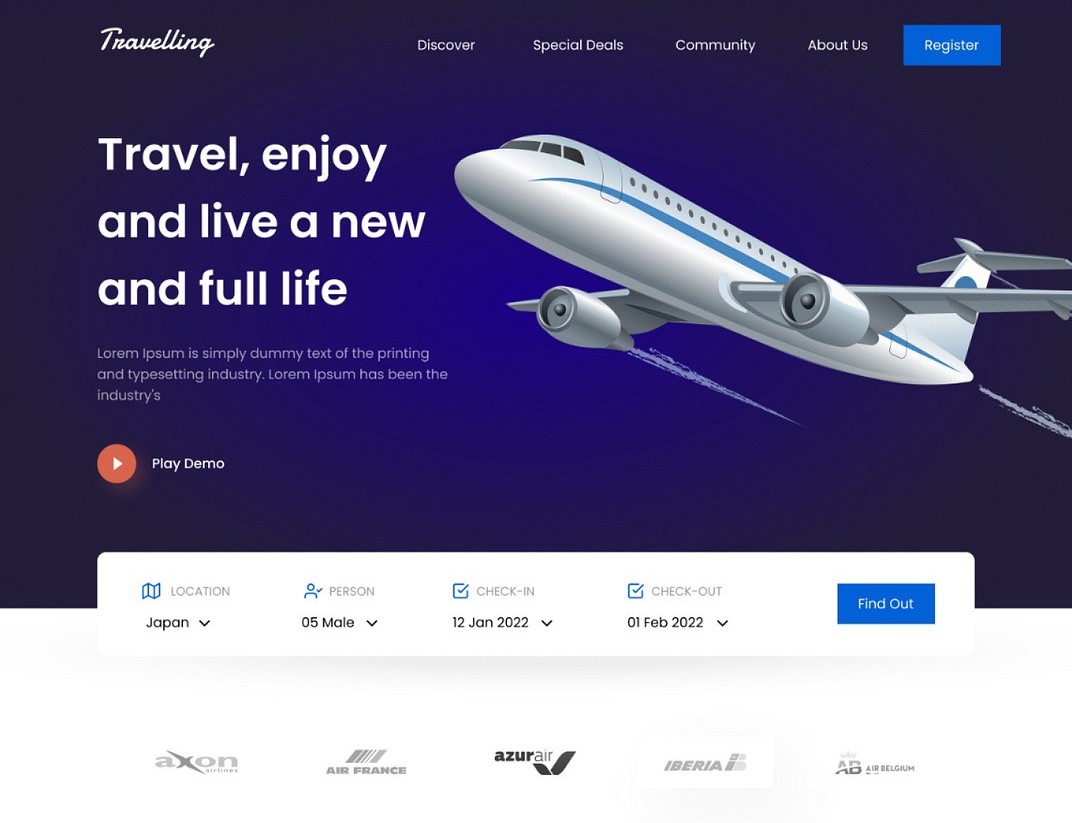 Travelling
Discover
Special Deals
Community
About Us
Register
Travel, enjoy
and live a new
and full life
Lorem Ipsum is simply dummy text of the printing
and typesetting industry. Lorem Ipsum has been the
industry's
Play Demo
LOCATION
PERSON
CHECK-IN
CHECK-OUT
Japan
05 Male
12 Jan 2022
01 Feb 2022
Find Out
axon
airlines
AIR FRANCE
azurair
IBERIA IB
AB AIR BELGIUM